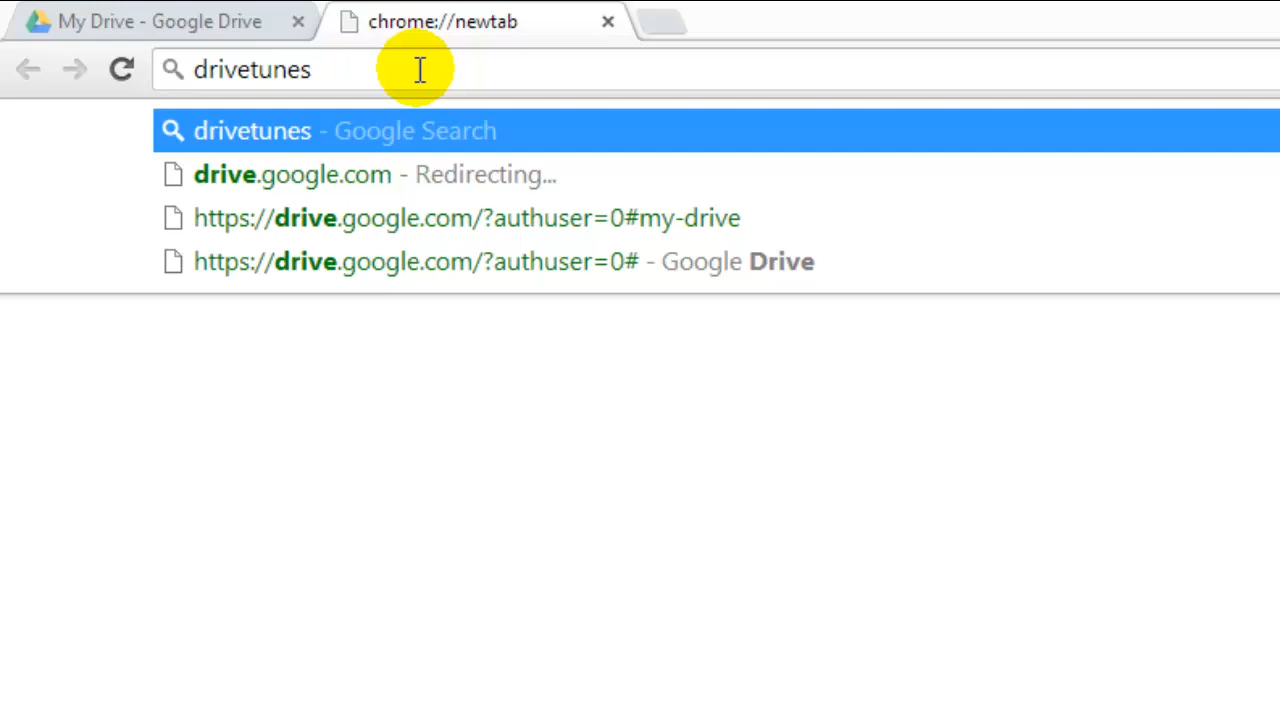 My Drive - Google Drive
chrome://newtab
drivetunes
drivetunes - Google Search
drive.google.com - Redirecting...
https://drive.google.com/?authuser=0#my-drive
https://drive.google.com/?authuser=0# - Google Drive